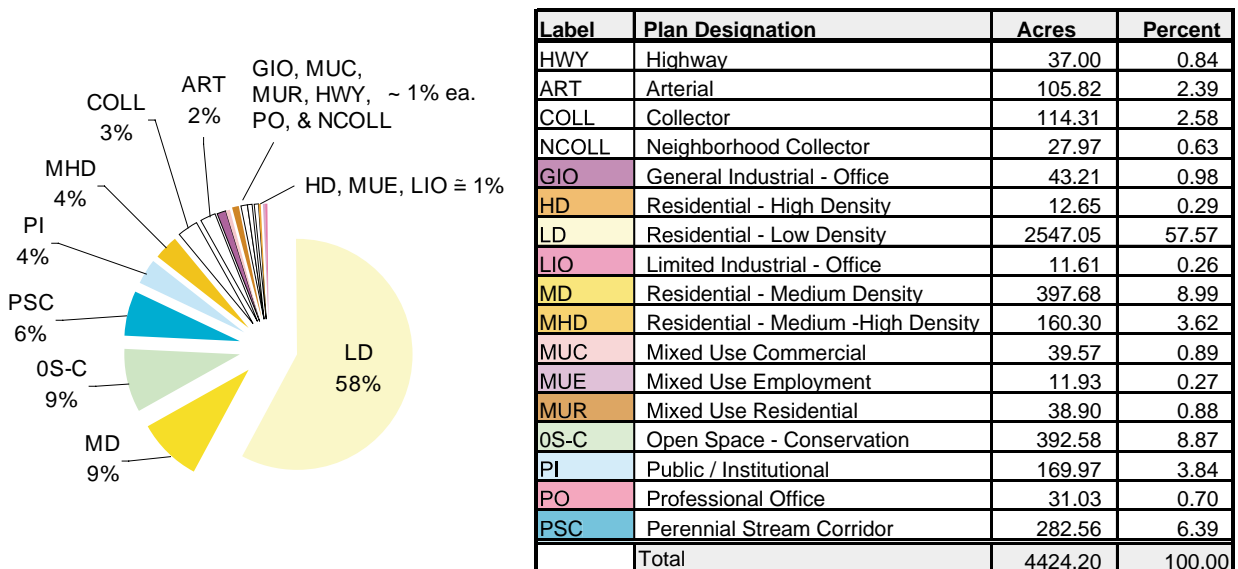 GIO, MUC,
MUR, HWY, ~ 1% ea.
PO, & NCOLL
ART
2%
COLL
3%
HD, MUE, LIO ≅ 1%
MHD
4%
PI
4%
PSC
6%
0S-C
9%
MD
9%
LD
58%
Label Plan Designation Acres Percent
HWY Highway 37.00 0.84
ART Arterial 105.82 2.39
COLL Collector 114.31 2.58
NCOLL Neighborhood Collector 27.97 0.63
GIO General Industrial - Office 43.21 0.98
HD Residential - High Density 12.65 0.29
LD Residential - Low Density 2547.05 57.57
LIO Limited Industrial - Office 11.61 0.26
MD Residential - Medium Density 397.68 8.99
MHD Residential - Medium -High Density 160.30 3.62
MUC Mixed Use Commercial 39.57 0.89
MUE Mixed Use Employment 11.93 0.27
MUR Mixed Use Residential 38.90 0.88
0S-C Open Space - Conservation 392.58 8.87
PI Public / Institutional 169.97 3.84
PO Professional Office 31.03 0.70
PSC Perennial Stream Corridor 282.56 6.39
Total 4424.20 100.00